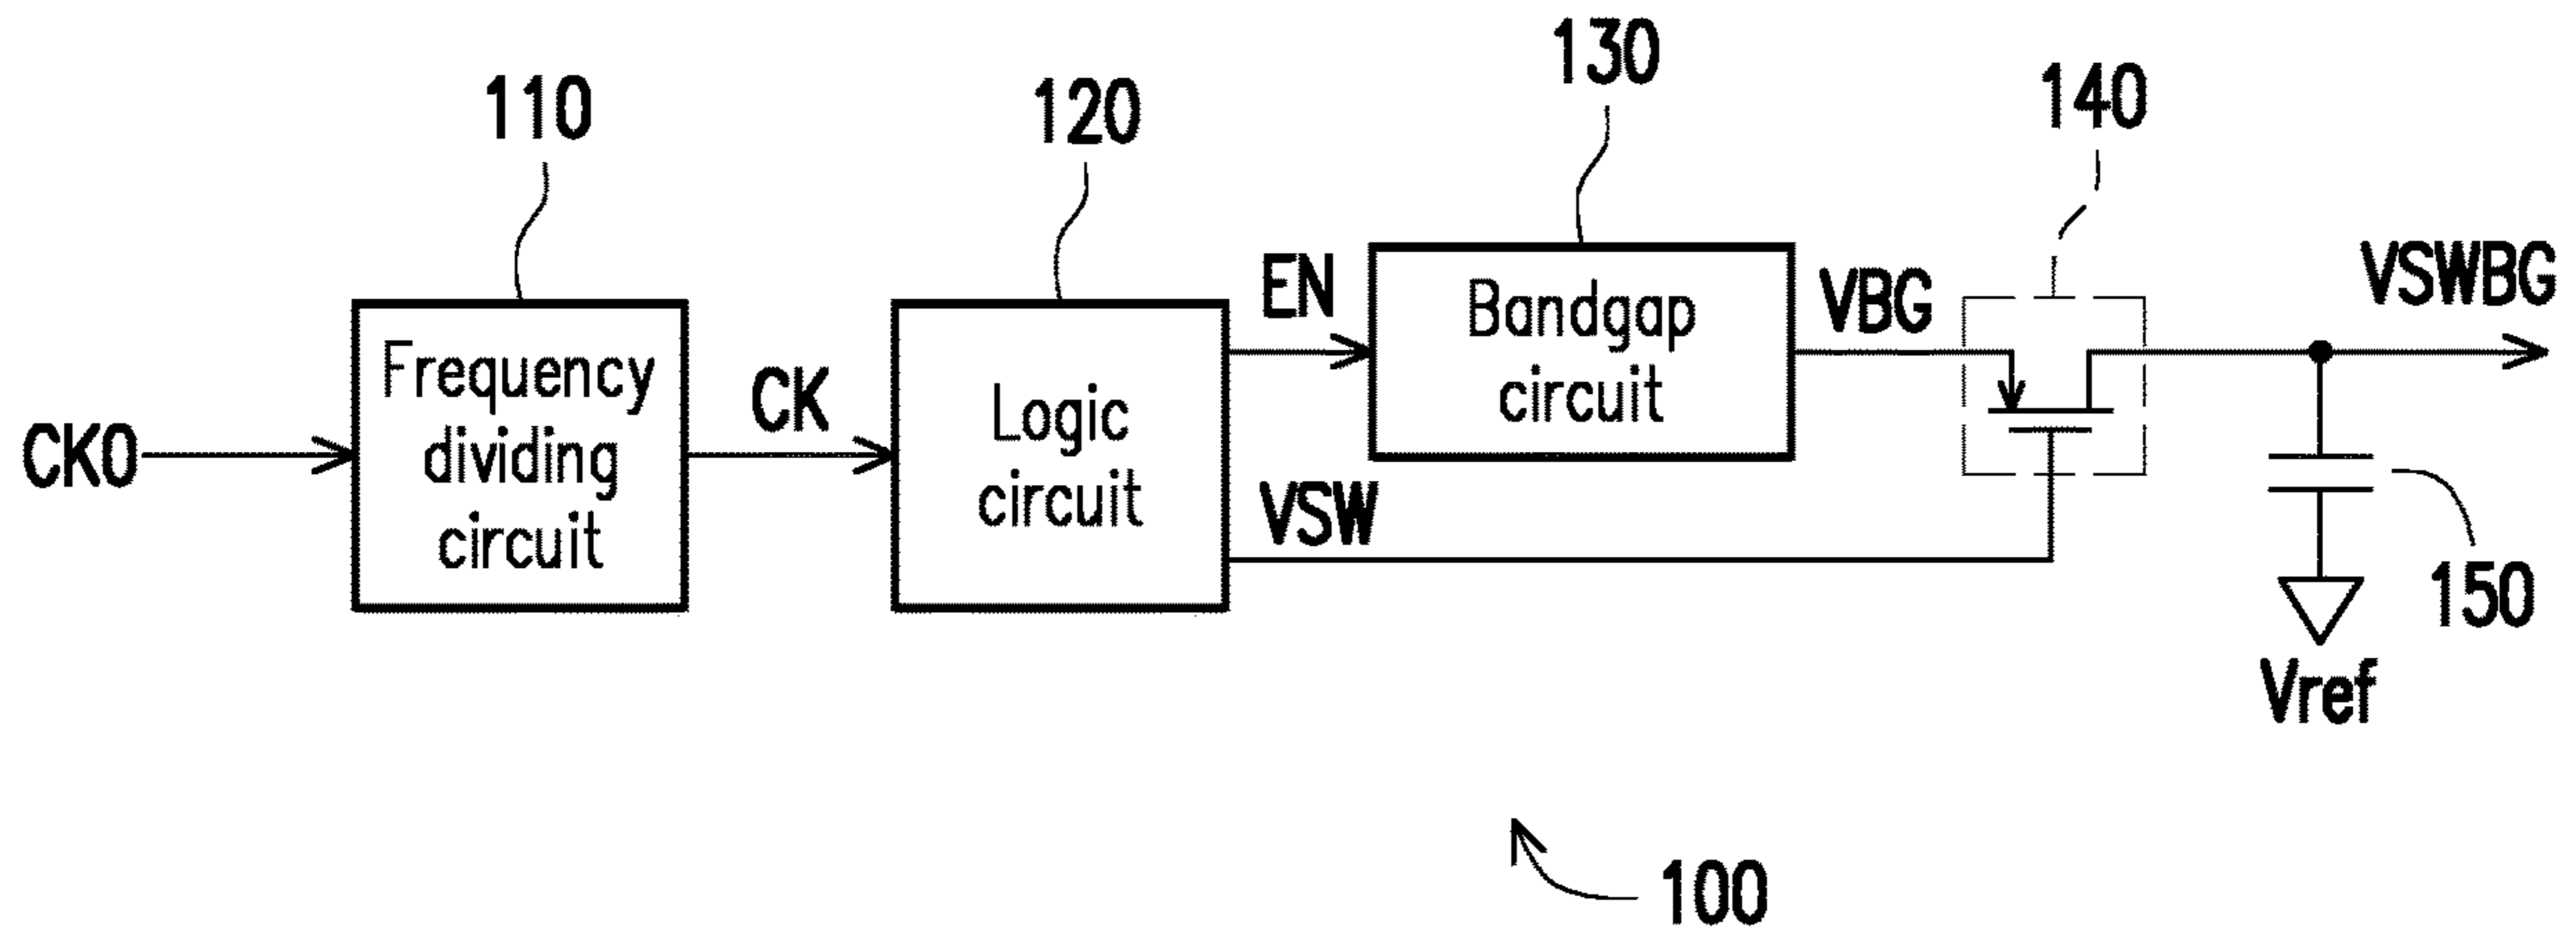 110
120
130
140
CKO
Frequency
dividing
circuit
CK
Logic
circuit
EN
VSW
Bandgap
circuit
VBG
VSWBG
150
Vref
100